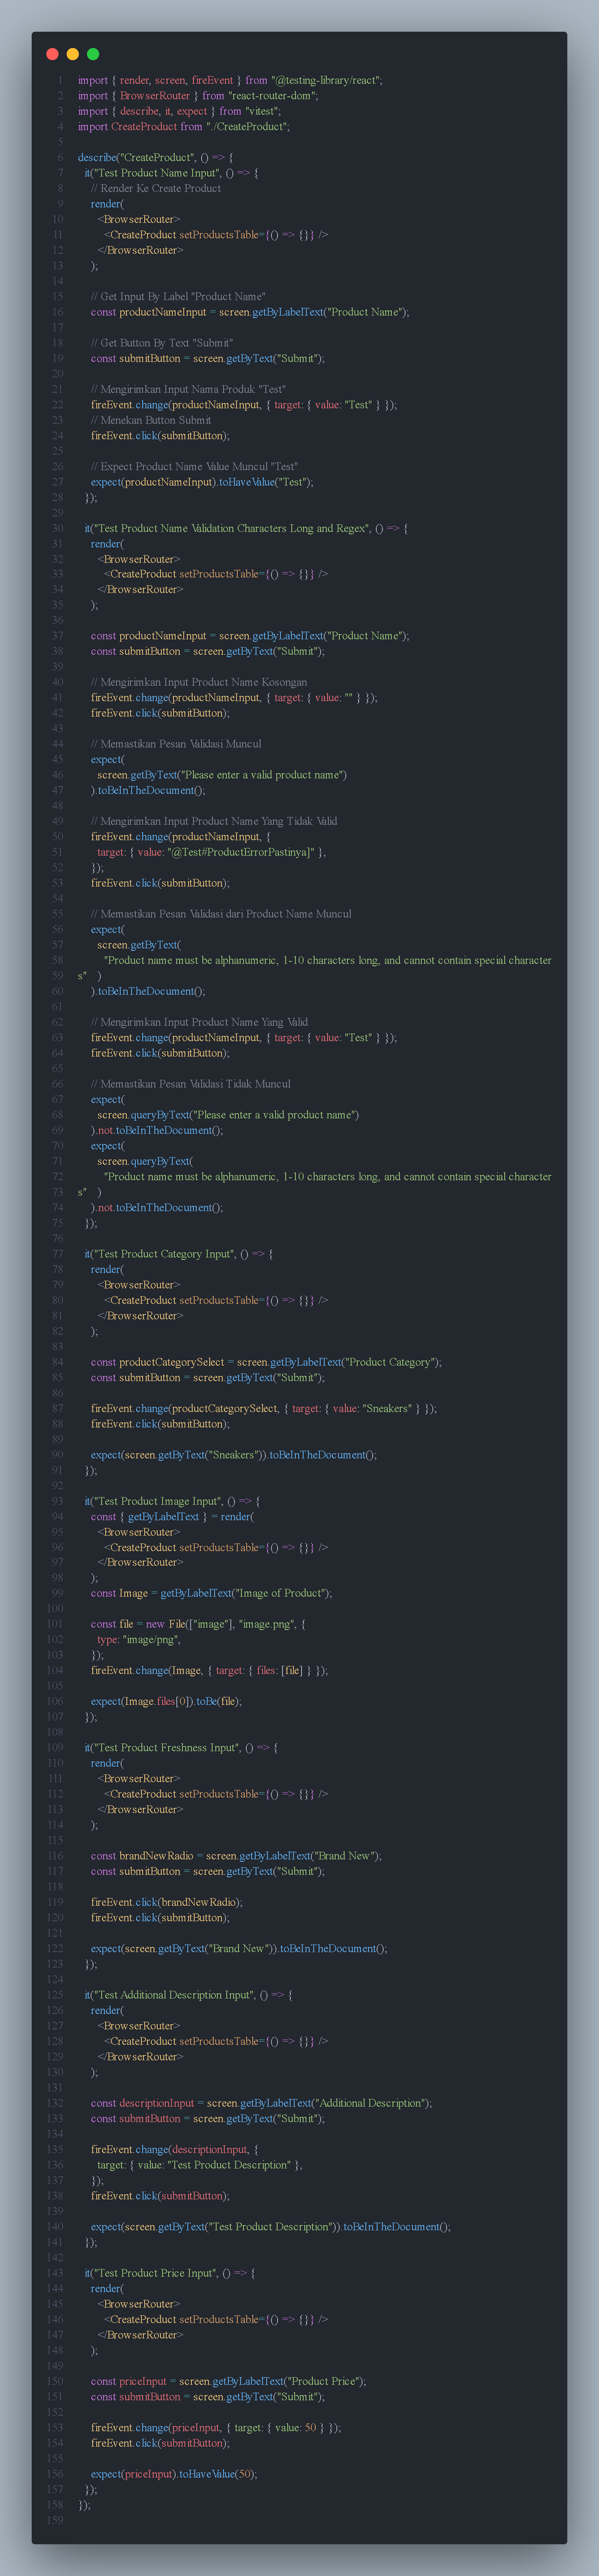 1 import { render, screen, fireEvent } from "@testing-library/react";
2 import { BrowserRouter } from "react-router-dom";
3 import { describe, it, expect } from "vitest";
4 import CreateProduct from "./CreateProduct";
5
6 describe("CreateProduct", () => {
7   it("Test Product Name Input", () => {
8     // Render Ke Create Product
9     render(
10       <BrowserRouter>
11         <CreateProduct setProductsTable={() => {}} />
12       </BrowserRouter>
13     );
14
15     // Get Input By Label "Product Name"
16     const productNameInput = screen.getByLabelText("Product Name");
17
18     // Get Button By Text "Submit"
19     const submitButton = screen.getByText("Submit");
20
21     // Mengirimkan Input Nama Produk "Test"
22     fireEvent.change(productNameInput, { target: { value: "Test" } });
23     // Menekan Button Submit
24     fireEvent.click(submitButton);
25
26     // Expect Product Name Value Muncul "Test"
27     expect(productNameInput).toHaveValue("Test");
28   });
29
30   it("Test Product Name Validation Characters Long and Regex", () => {
31     render(
32       <BrowserRouter>
33         <CreateProduct setProductsTable={() => {}} />
34       </BrowserRouter>
35     );
36
37     const productNameInput = screen.getByLabelText("Product Name");
38     const submitButton = screen.getByText("Submit");
39
40     // Mengirimkan Input Product Name Kosongan
41     fireEvent.change(productNameInput, { target: { value: "" } });
42     fireEvent.click(submitButton);
43
44     // Memastikan Pesan Validasi Muncul
45     expect(
46       screen.getByText("Please enter a valid product name")
47     ).toBeInTheDocument();
48
49     // Mengirimkan Input Product Name Yang Tidak Valid
50     fireEvent.change(productNameInput, {
51       target: { value: "@Test#ProductErrorPastinya]" },
52     });
53     fireEvent.click(submitButton);
54
55     // Memastikan Pesan Validasi dari Product Name Muncul
56     expect(
57       screen.getByText(
58         "Product name must be alphanumeric, 1-10 characters long, and cannot contain special character
59 s"   )
60     ).toBeInTheDocument();
61
62     // Mengirimkan Input Product Name Yang Valid
63     fireEvent.change(productNameInput, { target: { value: "Test" } });
64     fireEvent.click(submitButton);
65
66     // Memastikan Pesan Validasi Tidak Muncul
67     expect(
68       screen.queryByText("Please enter a valid product name")
69     ).not.toBeInTheDocument();
70     expect(
71       screen.queryByText(
72         "Product name must be alphanumeric, 1-10 characters long, and cannot contain special character
73 s"   )
74     ).not.toBeInTheDocument();
75   });
76
77   it("Test Product Category Input", () => {
78     render(
79       <BrowserRouter>
80         <CreateProduct setProductsTable={() => {}} />
81       </BrowserRouter>
82     );
83
84     const productCategorySelect = screen.getByLabelText("Product Category");
85     const submitButton = screen.getByText("Submit");
86
87     fireEvent.change(productCategorySelect, { target: { value: "Sneakers" } });
88     fireEvent.click(submitButton);
89
90     expect(screen.getByText("Sneakers")).toBeInTheDocument();
91   });
92
93   it("Test Product Image Input", () => {
94     const { getByLabelText } = render(
95       <BrowserRouter>
96         <CreateProduct setProductsTable={() => {}} />
97       </BrowserRouter>
98     );
99     const Image = getByLabelText("Image of Product");
100
101     const file = new File(["image"], "image.png", {
102       type: "image/png",
103     });
104     fireEvent.change(Image, { target: { files: [file] } });
105
106     expect(Image.files[0]).toBe(file);
107   });
108
109   it("Test Product Freshness Input", () => {
110     render(
111       <BrowserRouter>
112         <CreateProduct setProductsTable={() => {}} />
113       </BrowserRouter>
114     );
115
116     const brandNewRadio = screen.getByLabelText("Brand New");
117     const submitButton = screen.getByText("Submit");
118
119     fireEvent.click(brandNewRadio);
120     fireEvent.click(submitButton);
121
122     expect(screen.getByText("Brand New")).toBeInTheDocument();
123   });
124
125   it("Test Additional Description Input", () => {
126     render(
127       <BrowserRouter>
128         <CreateProduct setProductsTable={() => {}} />
129       </BrowserRouter>
130     );
131
132     const descriptionInput = screen.getByLabelText("Additional Description");
133     const submitButton = screen.getByText("Submit");
134
135     fireEvent.change(descriptionInput, {
136       target: { value: "Test Product Description" },
137     });
138     fireEvent.click(submitButton);
139
140     expect(screen.getByText("Test Product Description")).toBeInTheDocument();
141   });
142
143   it("Test Product Price Input", () => {
144     render(
145       <BrowserRouter>
146         <CreateProduct setProductsTable={() => {}} />
147       </BrowserRouter>
148     );
149
150     const priceInput = screen.getByLabelText("Product Price");
151     const submitButton = screen.getByText("Submit");
152
153     fireEvent.change(priceInput, { target: { value: 50 } });
154     fireEvent.click(submitButton);
155
156     expect(priceInput).toHaveValue(50);
157   });
158 });
159